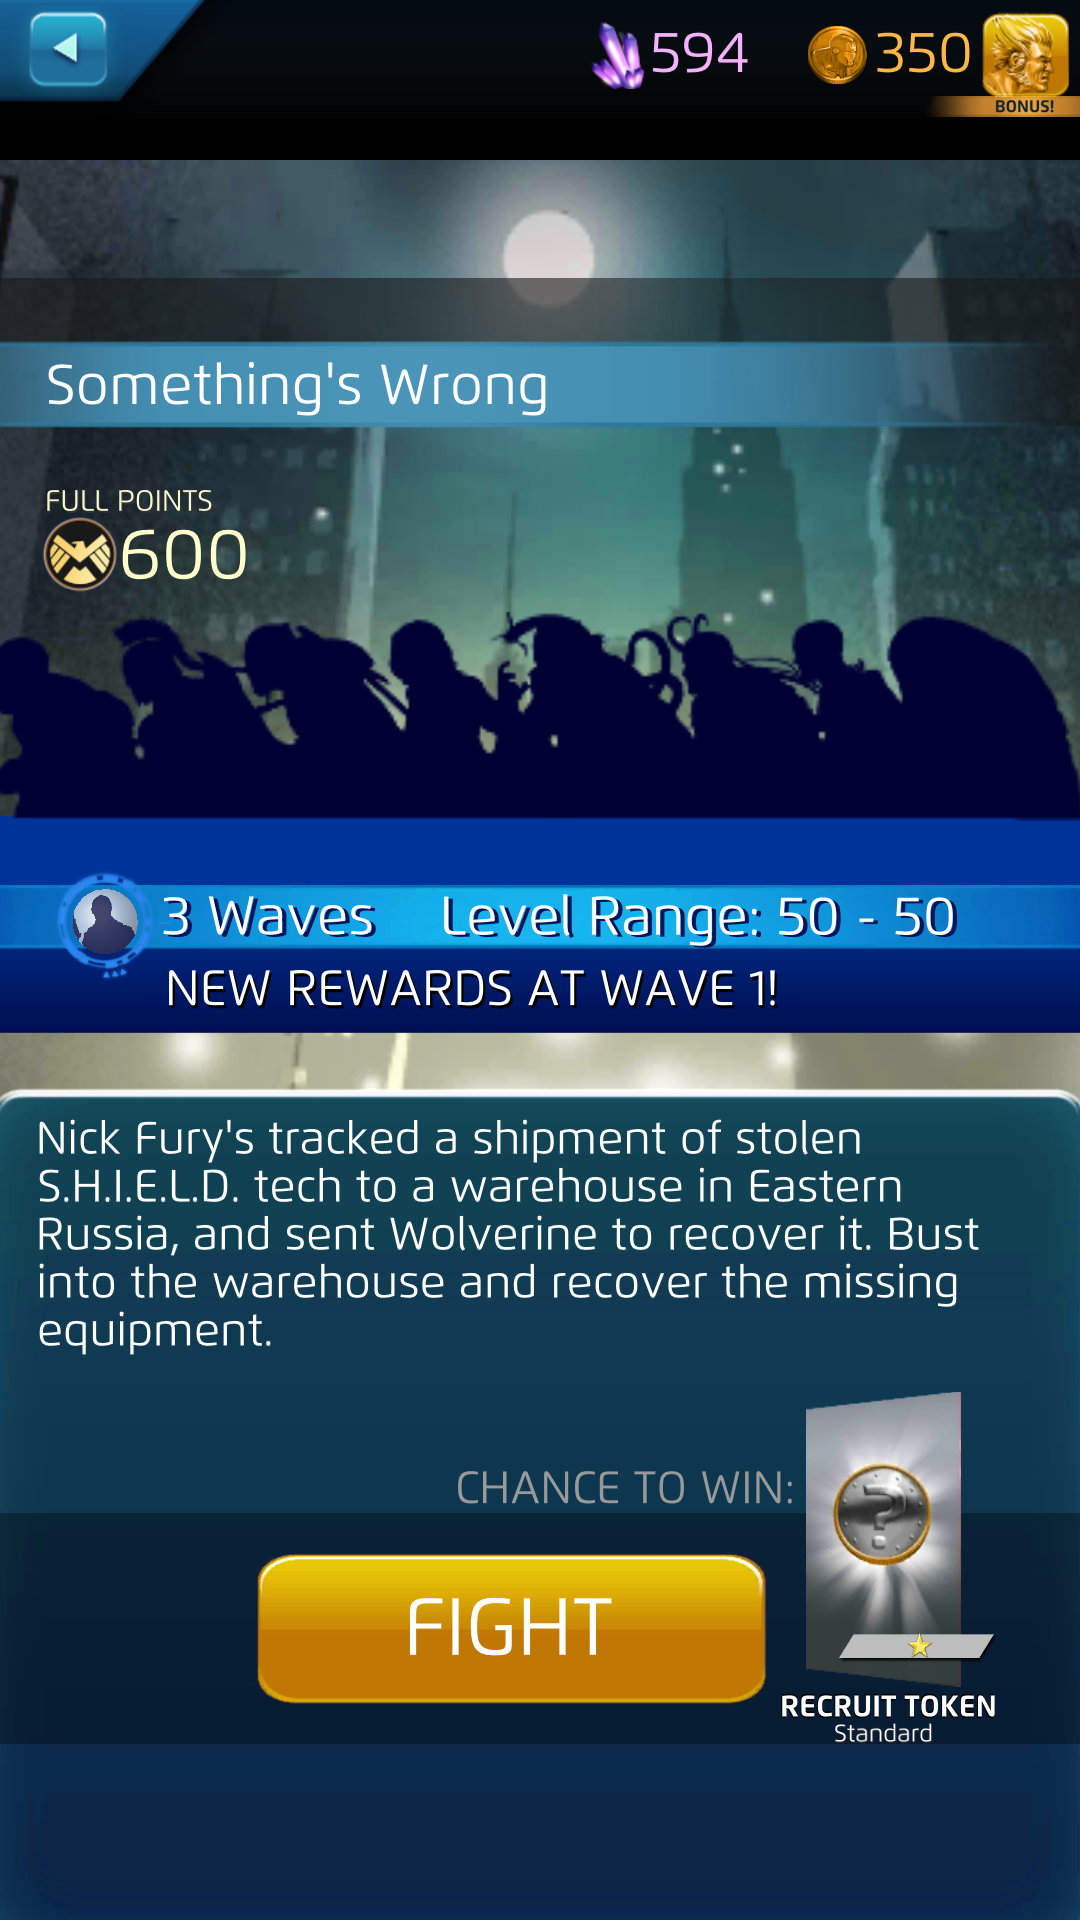 594
350
BONUS!
Something's Wrong
FULL POINTS
600
3 Waves Level Range: 50 - 50
NEW REWARDS AT WAVE 1!
Nick Fury's tracked a shipment of stolen
S.H.I.E.L.D. tech to a warehouse in Eastern
Russia, and sent Wolverine to recover it. Bust
into the warehouse and recover the missing
equipment.
CHANCE TO WIN:
?
FIGHT
RECRUIT TOKEN
Standard